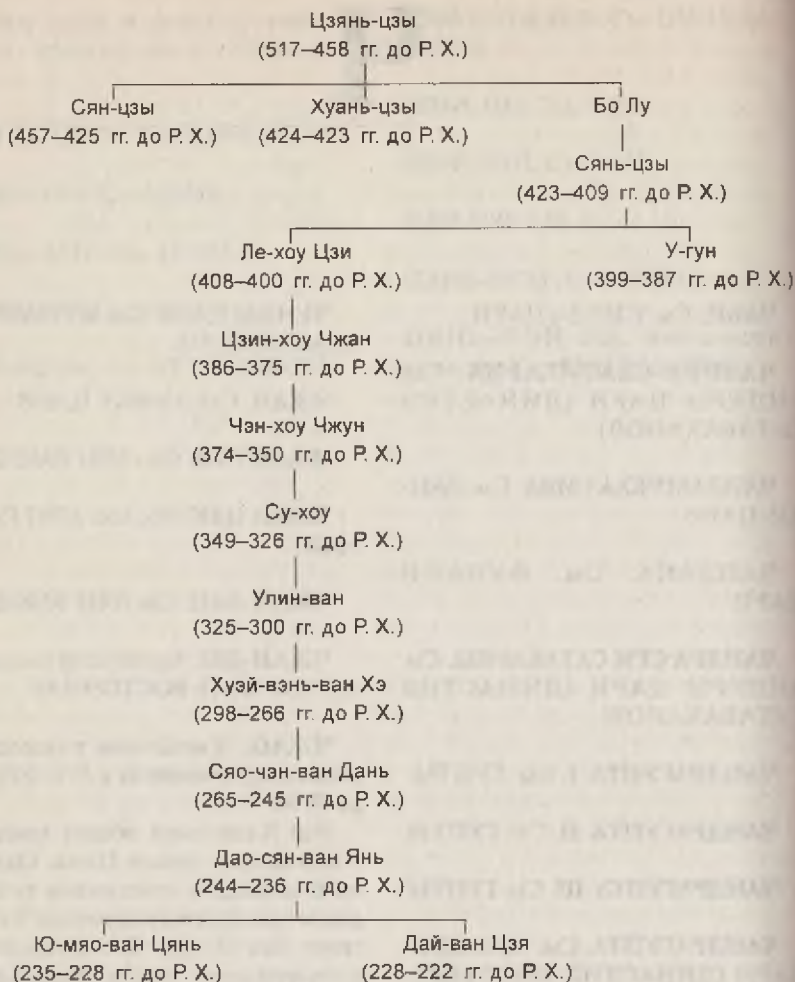 Цзянь-цзы
(517–458 гг. до Р. Х.)
Сян-цзы Хуань-цзы Бо Лу
(457–425 гг. до Р. Х.) (424–423 гг. до Р. Х.)
Сянь-цзы
(423–409 гг. до Р. Х.)
Ле-хоу Цзи У-гун
(408–400 гг. до Р. Х.) (399–387 гг. до Р. Х.)
Цзин-хоу Чжан
(386–375 гг. до Р. Х.)
Чэн-хоу Чжун
(374–350 гг. до Р. Х.)
Су-хоу
(349–326 гг. до Р. Х.)
Улин-ван
(325–300 гг. до Р. Х.)
Хуэй-вэнь-ван Хэ
(298–266 гг. до Р. Х.)
Сяо-чэн-ван Дань
(265–245 гг. до Р. Х.)
Дао-сян-ван Янь
(244–236 гг. до Р. Х.)
Ю-мяо-ван Цянь Дай-ван Цзя
(235–228 гг. до Р. Х.) (228–222 гг. до Р. Х.)